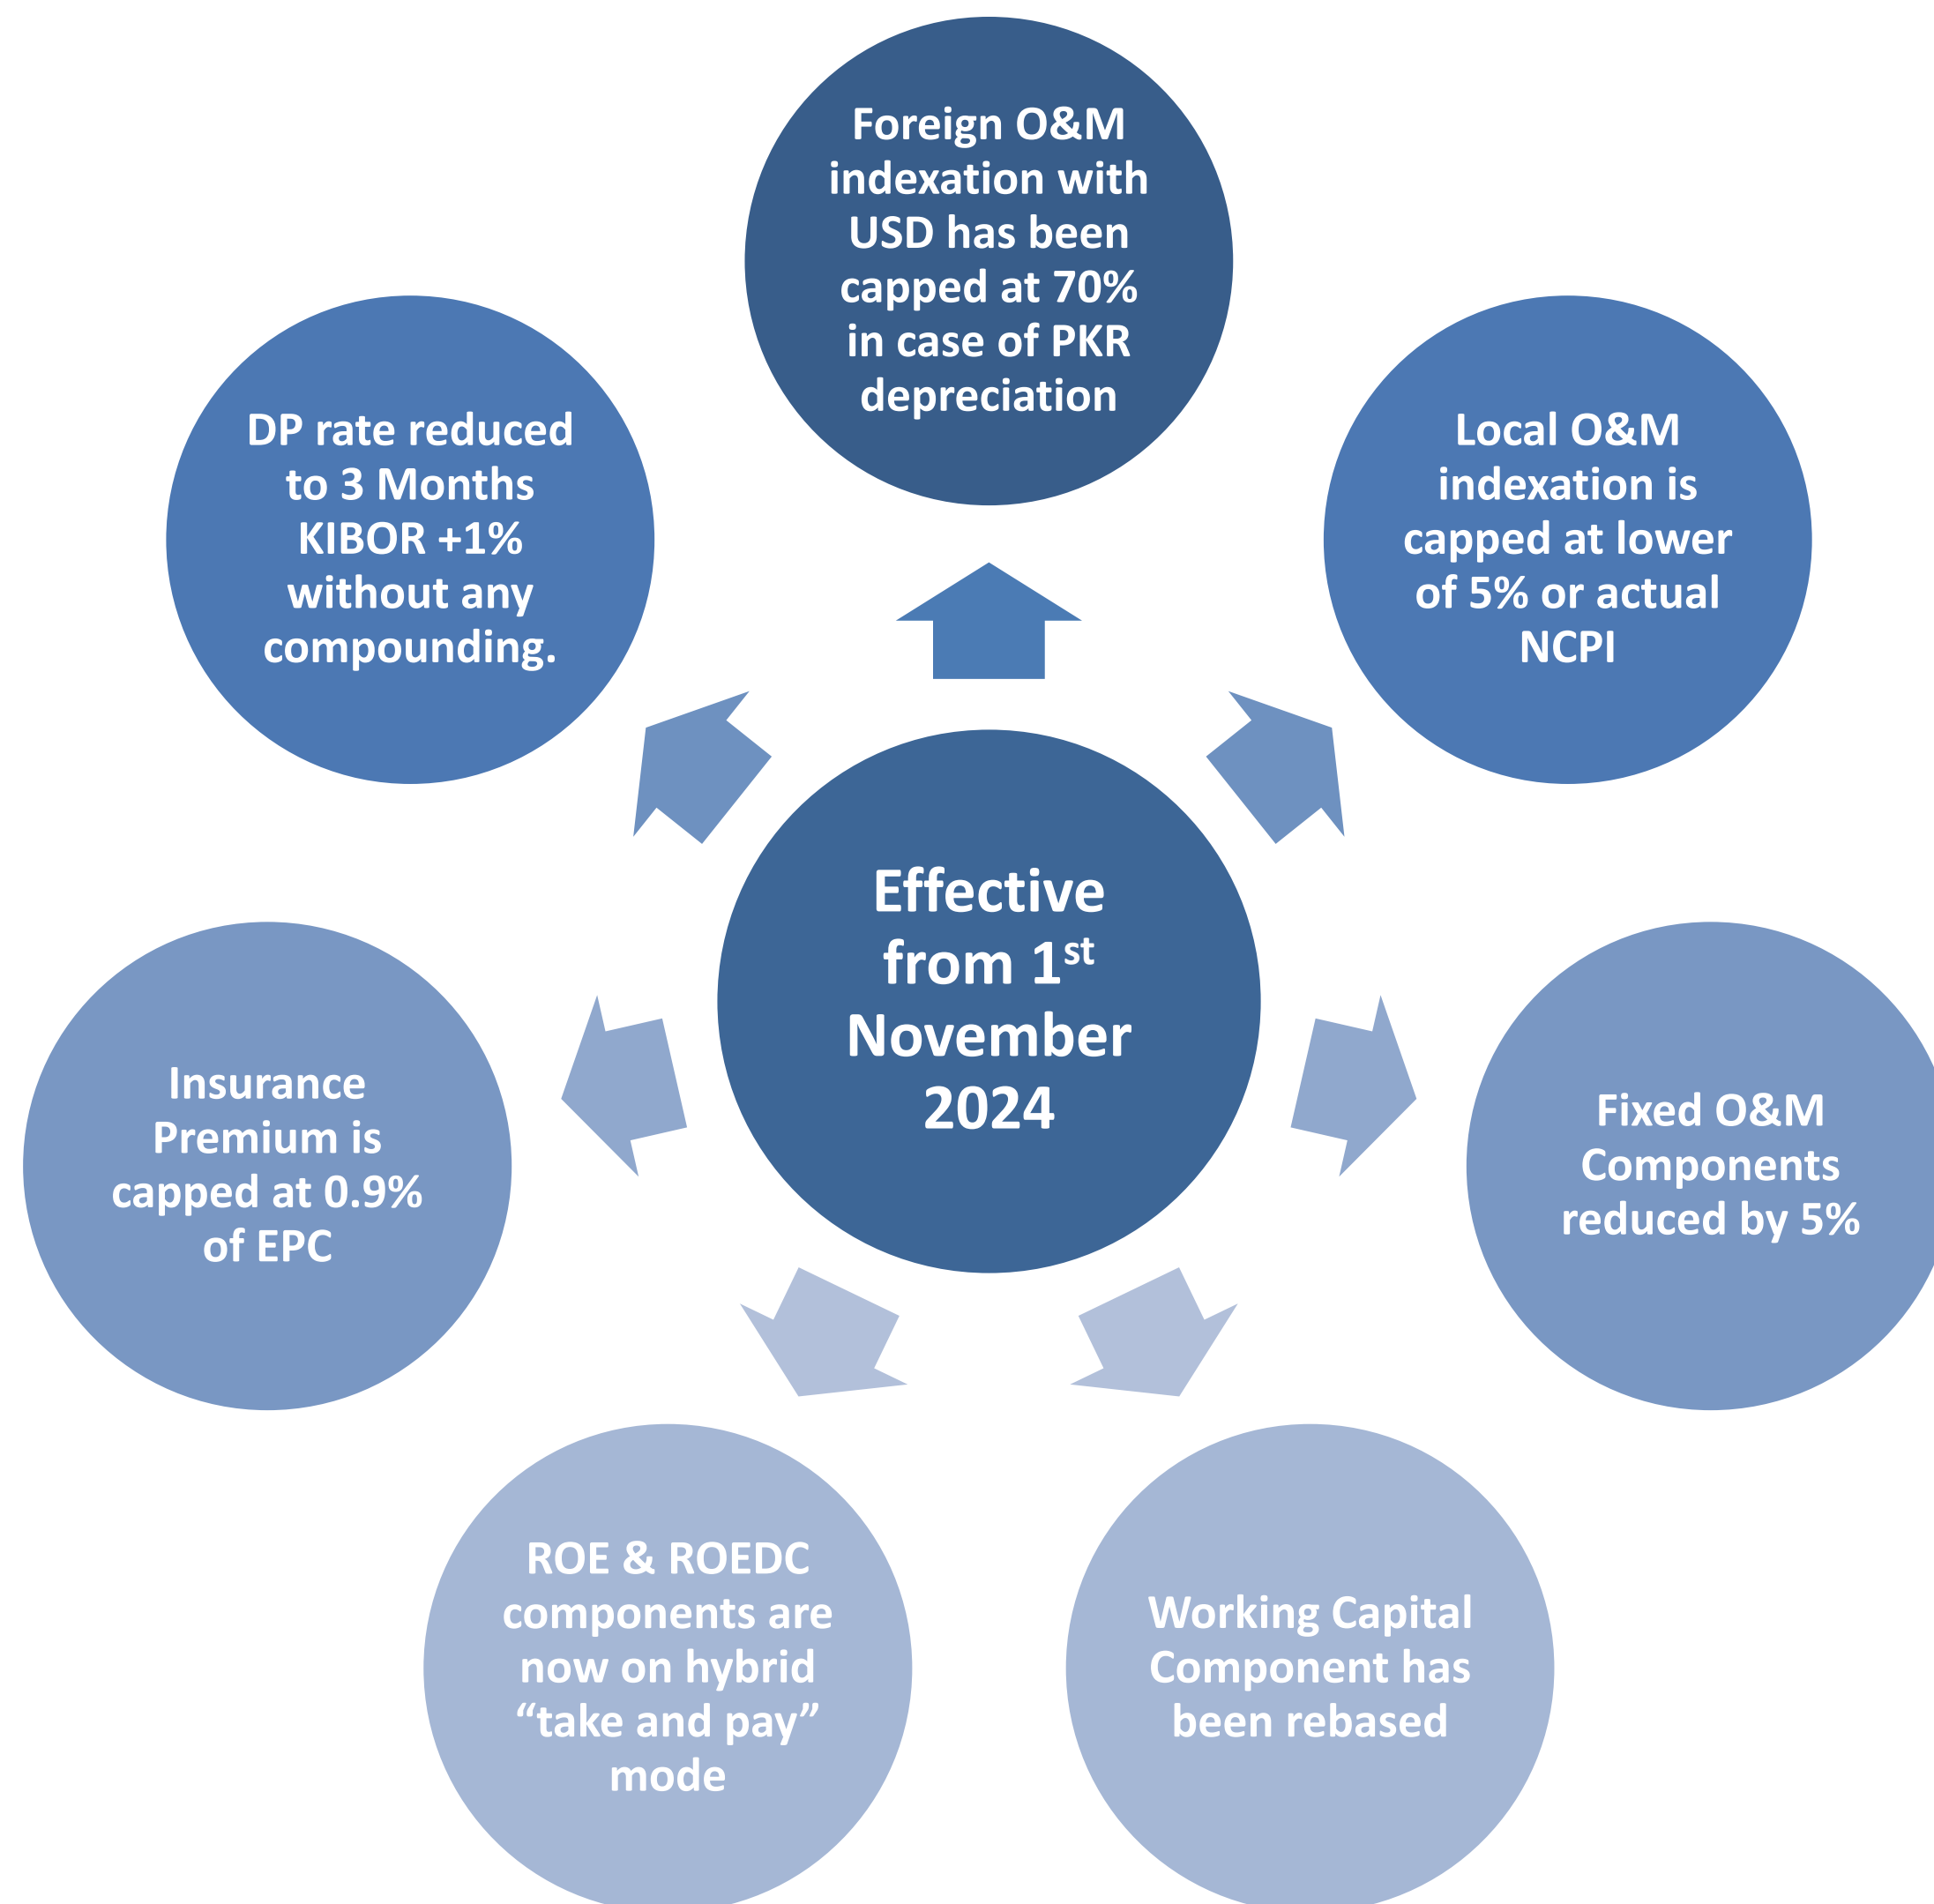 Foreign O&M
indexation with
USD has been
capped at 70%
in case of PKR
depreciation
Local O&M
indexation is
capped at lower
of 5% or actual
NCPI
Fixed O&M
Components
reduced by 5%
Working Capital
Component has
been rebased
ROE & ROEDC
components are
now on hybrid
“take and pay”
mode
Insurance
Premium is
capped at 0.9%
of EPC
DP rate reduced
to 3 Months
KIBOR +1%
without any
compounding.
Effective
from 1st
November
2024